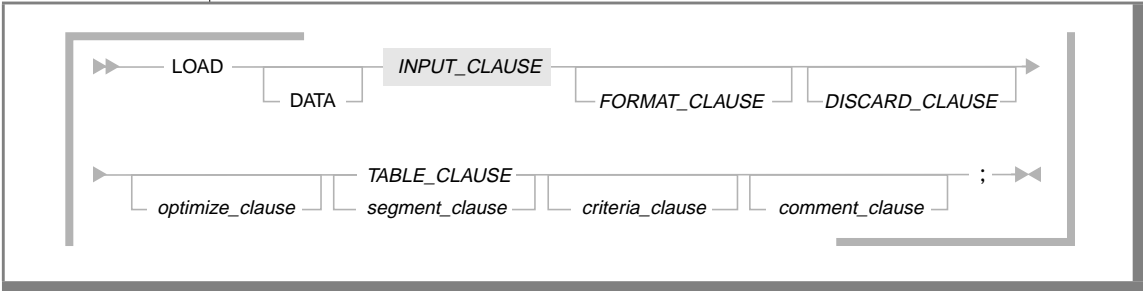 LOAD INPUT_CLAUSE
DATA FORMAT_CLAUSE DISCARD_CLAUSE
TABLE_CLAUSE ;
optimize_clause segment_clause criteria_clause comment_clause